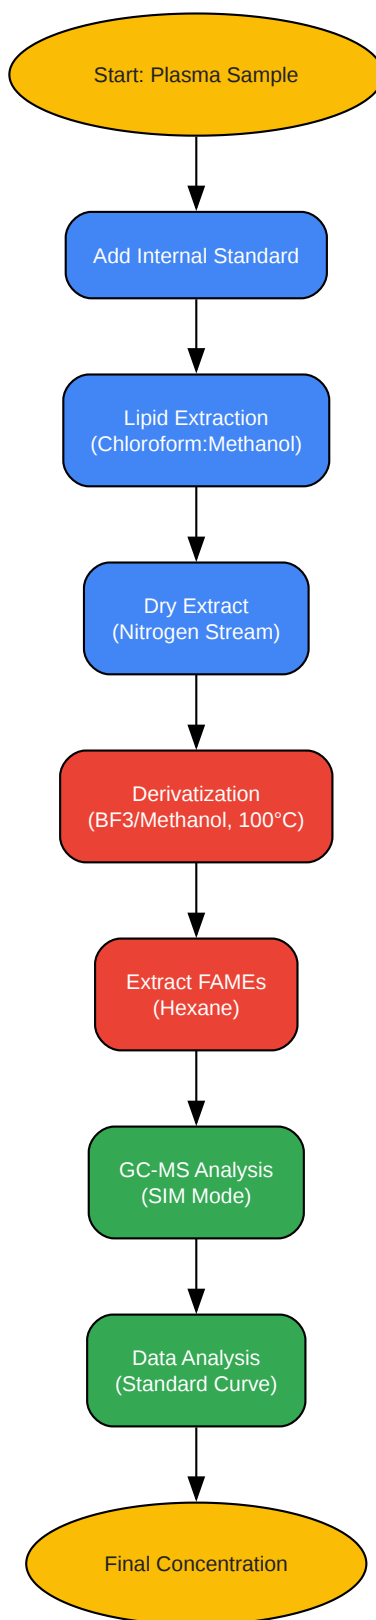 Start: Plasma Sample
Add Internal Standard
Lipid Extraction
(Chloroform:Methanol)
Dry Extract
(Nitrogen Stream)
Derivatization
(BF3/Methanol, 100°C)
Extract FAMEs
(Hexane)
GC-MS Analysis
(SIM Mode)
Data Analysis
(Standard Curve)
Final Concentration